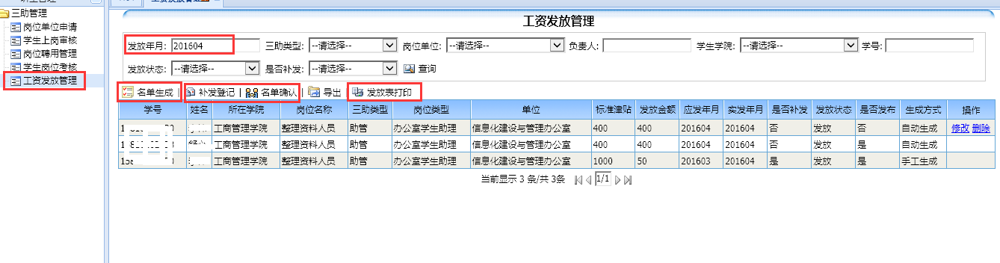 三助管理
岗位单位申请
学生上岗审核
岗位聘用管理
学生岗位考核
工资发放管理
工资发放管理
发放年月: 201604 三助类型: --请选择-- 岗位单位: --请选择-- 负责人: 学生学院: --请选择-- 学号:
发放状态: --请选择-- 是否补发: --请选择-- 查询
名单生成 | 补发登记 | 名单确认 | 导出 | 发放表打印
学号 姓名 所在学院 岗位名称 三助类型 岗位类型 单位 标准津贴 发放金额 应发年月 实发年月 是否补发 发放状态 是否发布 生成方式 操作
工商管理学院 整理资料人员 助管 办公室学生助理 信息化建设与管理办公室 400 400 201604 201604 否 发放 否 自动生成 修改 删除
工商管理学院 整理资料人员 助管 办公室学生助理 信息化建设与管理办公室 400 400 201604 201604 否 发放 是 自动生成
工商管理学院 整理资料人员 助管 办公室学生助理 信息化建设与管理办公室 1000 50 201603 201604 是 发放 是 手工生成
当前显示 3 条/共 3条 1/1